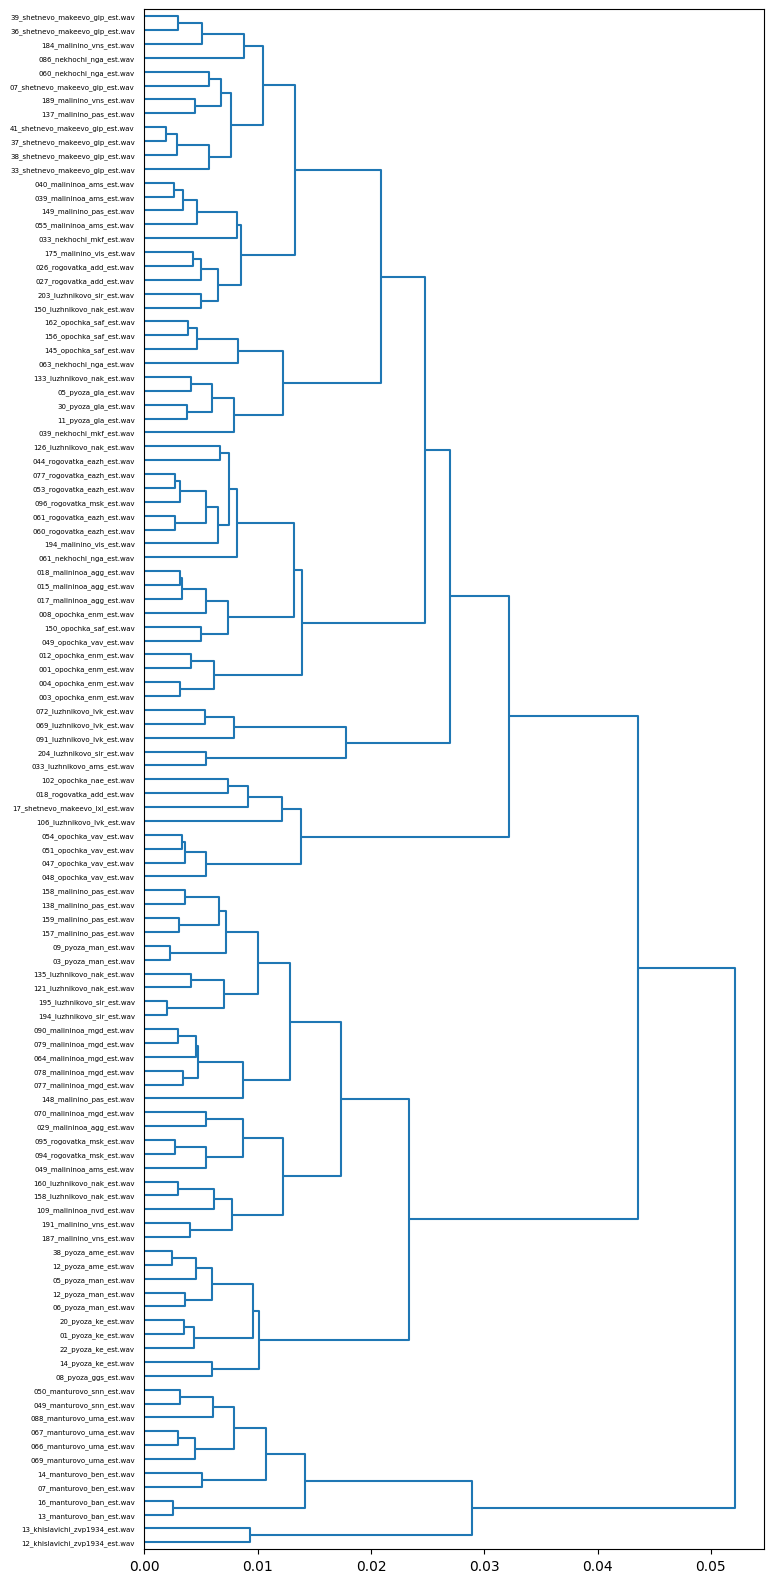 39_shetnevo_makeevo_gip_est.wav
36_shetnevo_makeevo_gip_est.wav
184_malinino_vns_est.wav
086_nekhochi_nga_est.wav
060_nekhochi_nga_est.wav
07_shetnevo_makeevo_gip_est.wav
189_malinino_vns_est.wav
137_malinino_pas_est.wav
41_shetnevo_makeevo_gip_est.wav
37_shetnevo_makeevo_gip_est.wav
38_shetnevo_makeevo_gip_est.wav
33_shetnevo_makeevo_gip_est.wav
040_malininoa_ams_est.wav
039_malininoa_ams_est.wav
149_malinino_pas_est.wav
055_malininoa_ams_est.wav
033_nekhochi_mkf_est.wav
175_malinino_vis_est.wav
026_rogovatka_add_est.wav
027_rogovatka_add_est.wav
203_luzhnikovo_sir_est.wav
150_luzhnikovo_nak_est.wav
162_opochka_saf_est.wav
156_opochka_saf_est.wav
145_opochka_saf_est.wav
063_nekhochi_nga_est.wav
133_luzhnikovo_nak_est.wav
05_pyoza_gia_est.wav
30_pyoza_gia_est.wav
11_pyoza_gia_est.wav
039_nekhochi_mkf_est.wav
126_luzhnikovo_nak_est.wav
044_rogovatka_eazh_est.wav
077_rogovatka_eazh_est.wav
053_rogovatka_eazh_est.wav
096_rogovatka_msk_est.wav
061_rogovatka_eazh_est.wav
060_rogovatka_eazh_est.wav
194_malinino_vis_est.wav
061_nekhochi_nga_est.wav
018_malininoa_agg_est.wav
015_malininoa_agg_est.wav
017_malininoa_agg_est.wav
008_opochka_enm_est.wav
150_opochka_saf_est.wav
049_opochka_vav_est.wav
012_opochka_enm_est.wav
001_opochka_enm_est.wav
004_opochka_enm_est.wav
003_opochka_enm_est.wav
072_luzhnikovo_lvk_est.wav
069_luzhnikovo_lvk_est.wav
091_luzhnikovo_lvk_est.wav
204_luzhnikovo_sir_est.wav
033_luzhnikovo_ams_est.wav
102_opochka_nae_est.wav
018_rogovatka_add_est.wav
17_shetnevo_makeevo_lxi_est.wav
106_luzhnikovo_lvk_est.wav
054_opochka_vav_est.wav
051_opochka_vav_est.wav
047_opochka_vav_est.wav
048_opochka_vav_est.wav
158_malinino_pas_est.wav
138_malinino_pas_est.wav
159_malinino_pas_est.wav
157_malinino_pas_est.wav
09_pyoza_man_est.wav
03_pyoza_man_est.wav
135_luzhnikovo_nak_est.wav
121_luzhnikovo_nak_est.wav
195_luzhnikovo_sir_est.wav
194_luzhnikovo_sir_est.wav
090_malininoa_mgd_est.wav
079_malininoa_mgd_est.wav
064_malininoa_mgd_est.wav
078_malininoa_mgd_est.wav
077_malininoa_mgd_est.wav
148_malinino_pas_est.wav
070_malininoa_mgd_est.wav
029_malininoa_agg_est.wav
095_rogovatka_msk_est.wav
094_rogovatka_msk_est.wav
049_malininoa_ams_est.wav
160_luzhnikovo_nak_est.wav
158_luzhnikovo_nak_est.wav
109_malininoa_nvd_est.wav
191_malinino_vns_est.wav
187_malinino_vns_est.wav
38_pyoza_ame_est.wav
12_pyoza_ame_est.wav
05_pyoza_man_est.wav
12_pyoza_man_est.wav
06_pyoza_man_est.wav
20_pyoza_ke_est.wav
01_pyoza_ke_est.wav
22_pyoza_ke_est.wav
14_pyoza_ke_est.wav
08_pyoza_ggs_est.wav
050_manturovo_snn_est.wav
049_manturovo_snn_est.wav
088_manturovo_uma_est.wav
067_manturovo_uma_est.wav
066_manturovo_uma_est.wav
069_manturovo_uma_est.wav
14_manturovo_ben_est.wav
07_manturovo_ben_est.wav
16_manturovo_ban_est.wav
13_manturovo_ban_est.wav
13_khislavichi_zvp1934_est.wav
12_khislavichi_zvp1934_est.wav
0.00 0.01 0.02 0.03 0.04 0.05